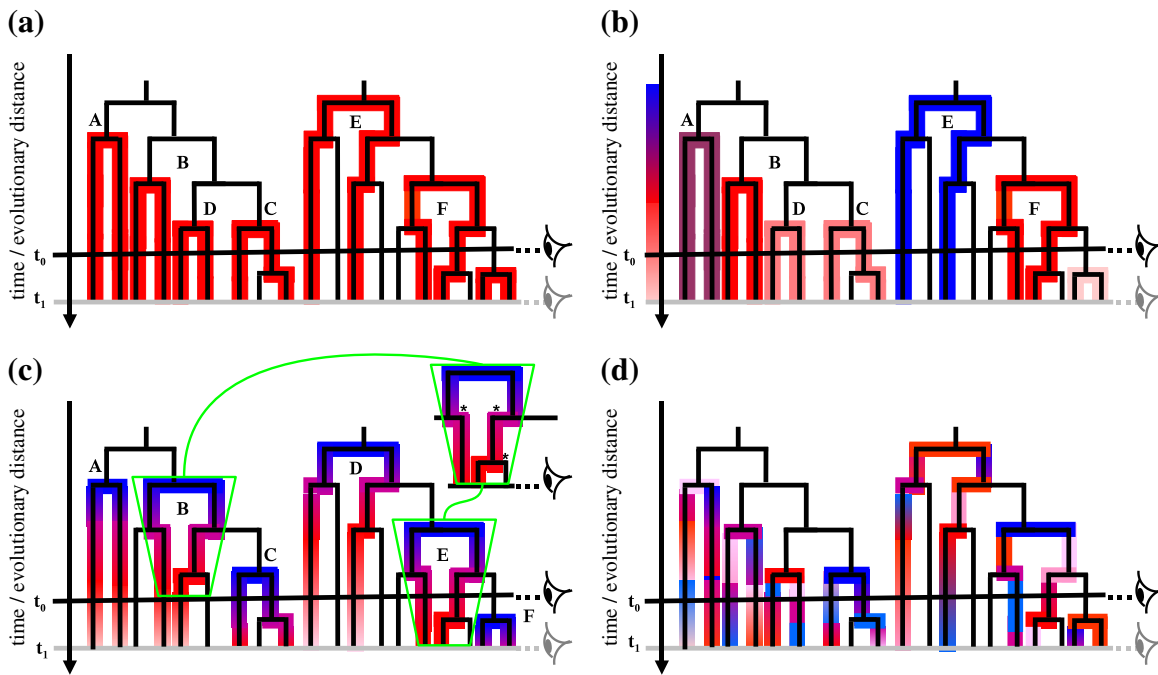 (a)
time / evolutionary distance
A
B
D
C
E
F
t0
t1
(b)
time / evolutionary distance
A
B
D
C
E
F
t0
t1
(c)
time / evolutionary distance
A
B
C
D
E
F
* *
*
t0
t1
(d)
time / evolutionary distance
t0
t1